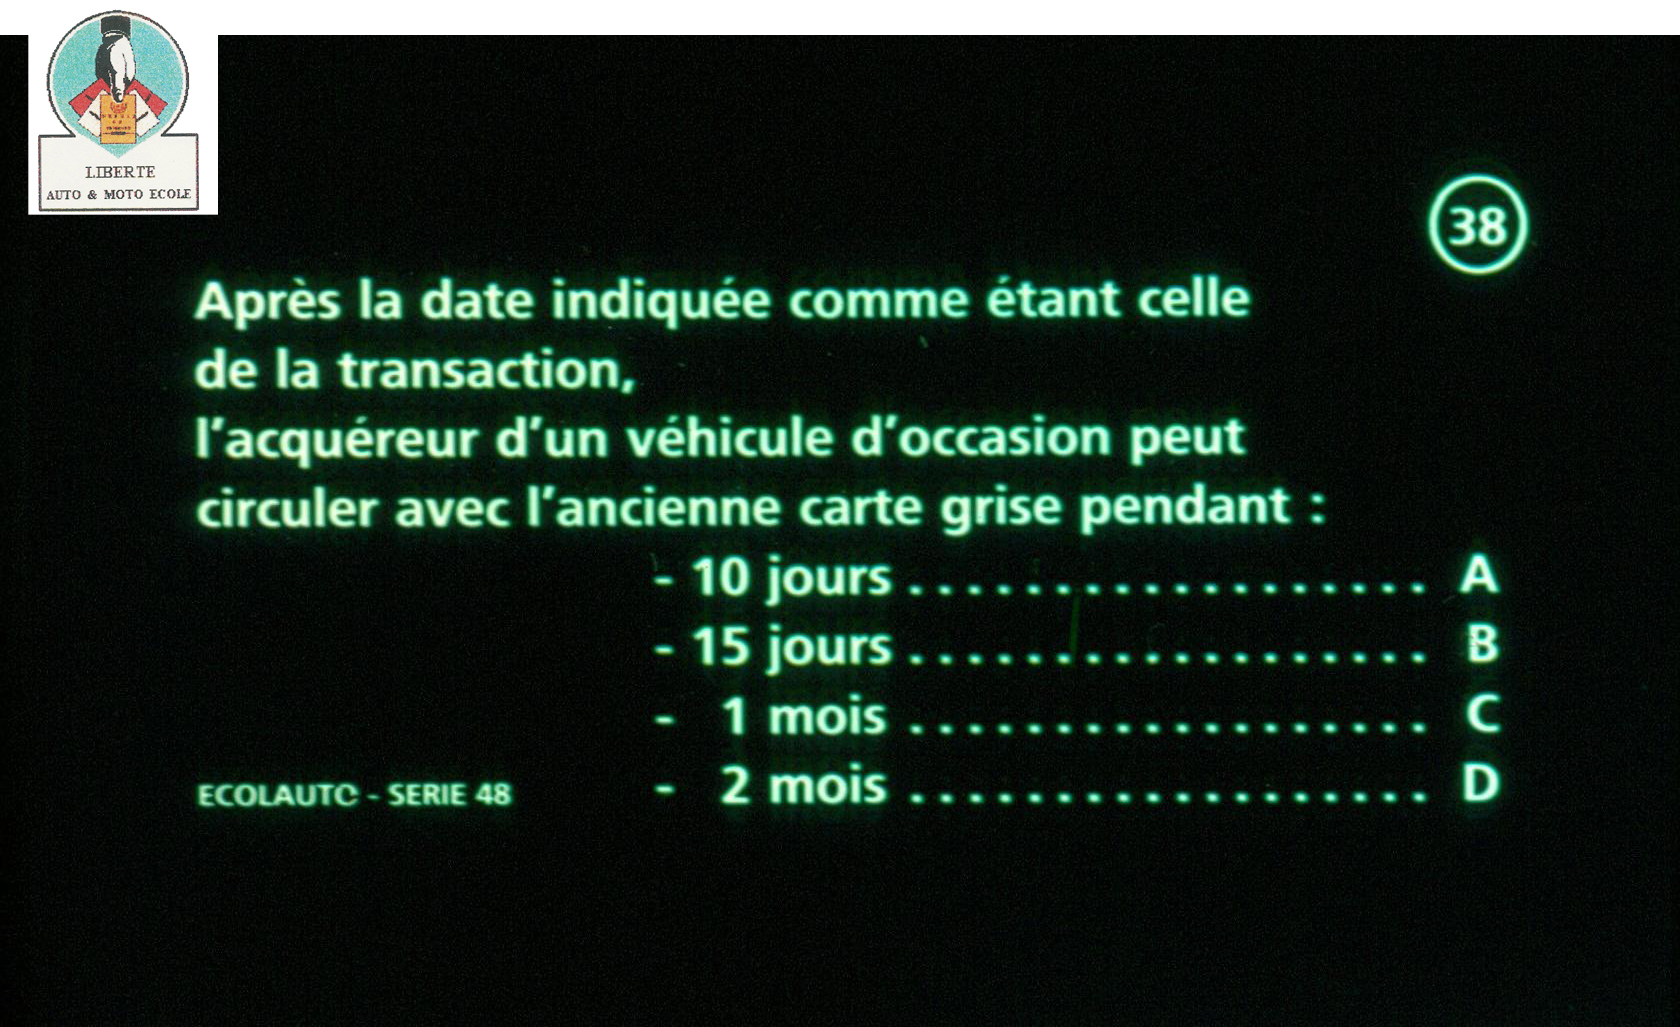 LIBERTE
AUTO & MOTO ECOLE
38
Après la date indiquée comme étant celle
de la transaction,
l'acquéreur d'un véhicule d'occasion peut
circuler avec l'ancienne carte grise pendant :
- 10 jours .................. A
- 15 jours .................. B
- 1 mois .................. C
- 2 mois .................. D
ECOLAUTO - SERIE 48